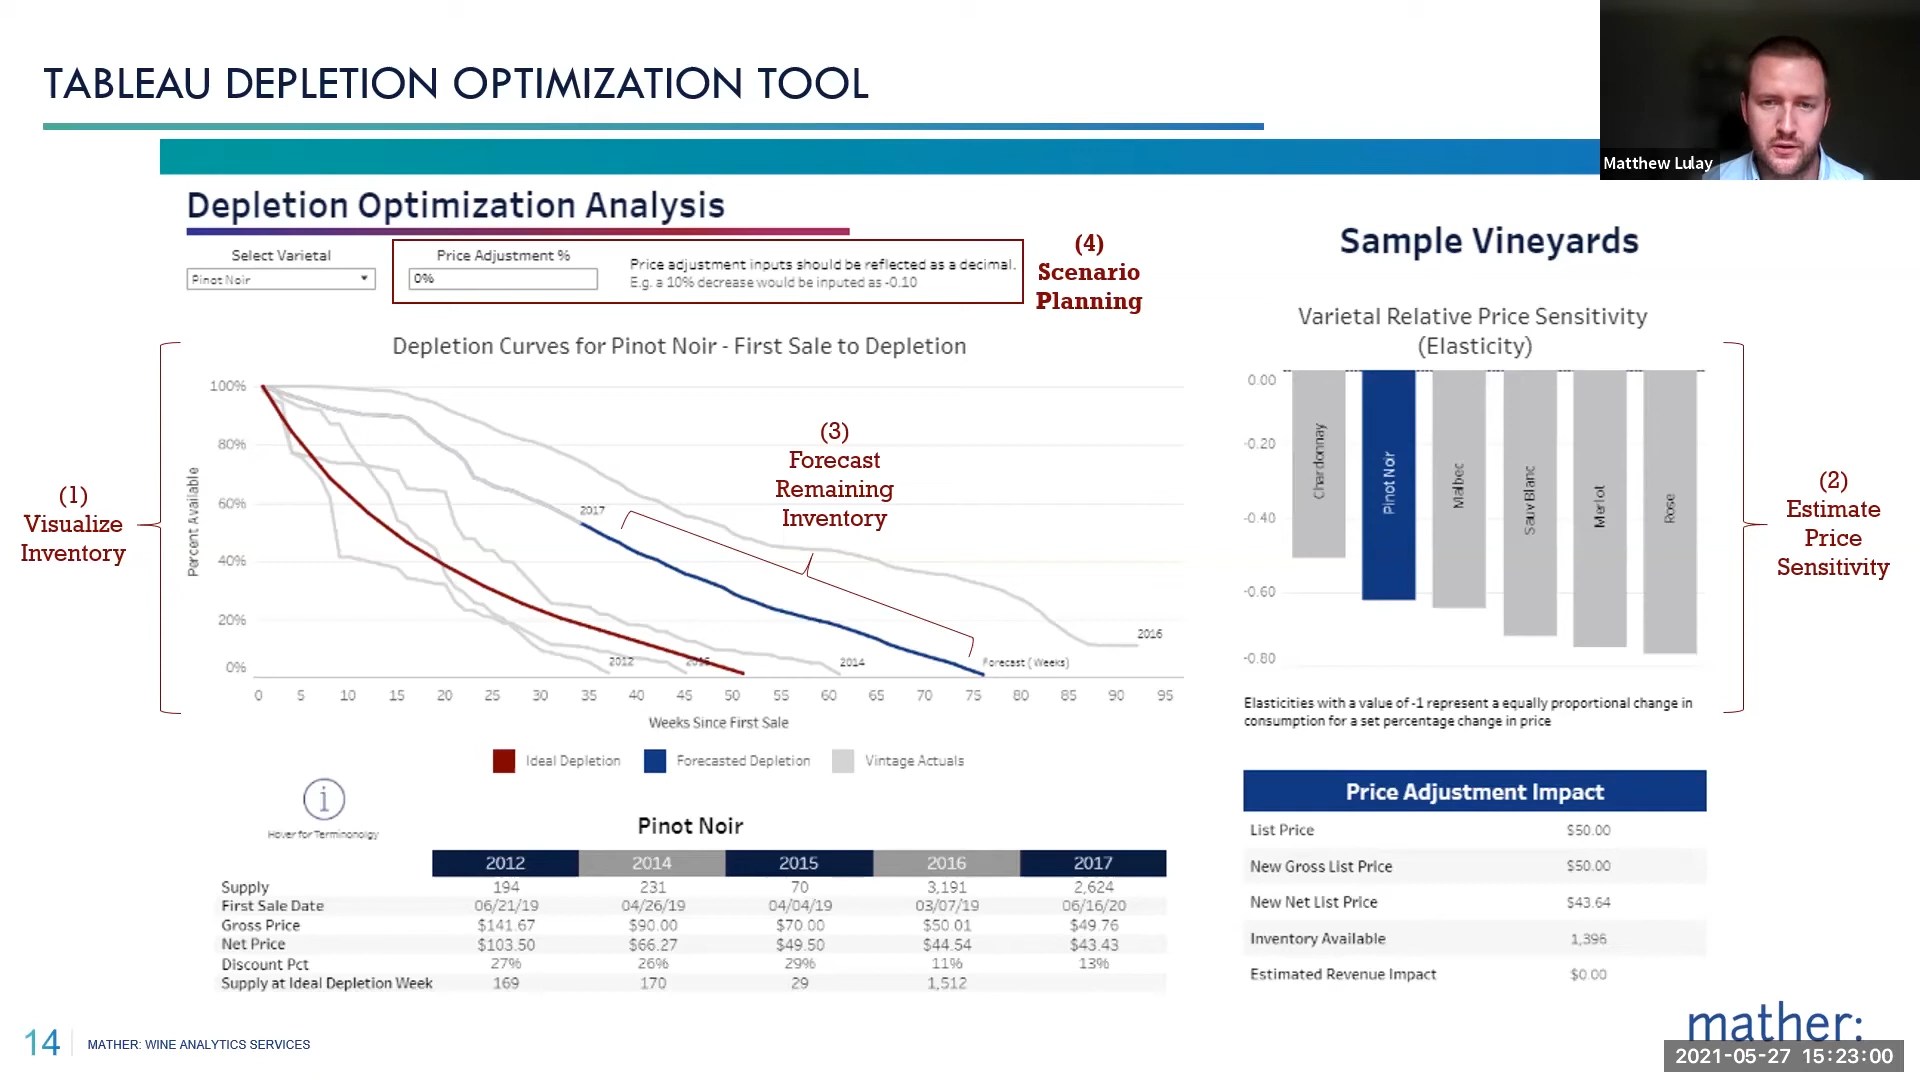 TABLEAU DEPLETION OPTIMIZATION TOOL
Matthew Lulay
Depletion Optimization Analysis
Select Varietal
Pinot Noir
Price Adjustment %
0%
Price adjustment inputs should be reflected as a decimal.
E.g. a 10% decrease would be inputed as -0.10
(4)
Scenario
Planning
Sample Vineyards
(1)
Visualize
Inventory
Depletion Curves for Pinot Noir - First Sale to Depletion
Percent Available
100%
80%
60%
40%
20%
0%
2017
(3)
Forecast
Remaining
Inventory
2016
2012
2014
Forecast ( Weeks)
0 5 10 15 20 25 30 35 40 45 50 55 60 65 70 75 80 85 90 95
Weeks Since First Sale
Ideal Depletion Forecasted Depletion Vintage Actuals
Varietal Relative Price Sensitivity
(Elasticity)
0.00
-0.20
-0.40
-0.60
-0.80
Chardonnay
Pinot Noir
Malbec
Sauv Blanc
Merlot
Rose
(2)
Estimate
Price
Sensitivity
Elasticities with a value of -1 represent a equally proportional change in
consumption for a set percentage change in price
i
Hover for Terminonolgy
Pinot Noir
2012 2014 2015 2016 2017
Supply 194 231 70 3,191 2,624
First Sale Date 06/21/19 04/26/19 04/04/19 03/07/19 06/16/20
Gross Price $141.67 $90.00 $70.00 $50.01 $49.76
Net Price $103.50 $66.27 $49.50 $44.54 $43.43
Discount Pct 27% 26% 29% 11% 13%
Supply at Ideal Depletion Week 169 170 29 1,512
Price Adjustment Impact
List Price $50.00
New Gross List Price $50.00
New Net List Price $43.64
Inventory Available 1,396
Estimated Revenue Impact $0.00
14
MATHER: WINE ANALYTICS SERVICES
mather:
2021-05-27 15:23:00